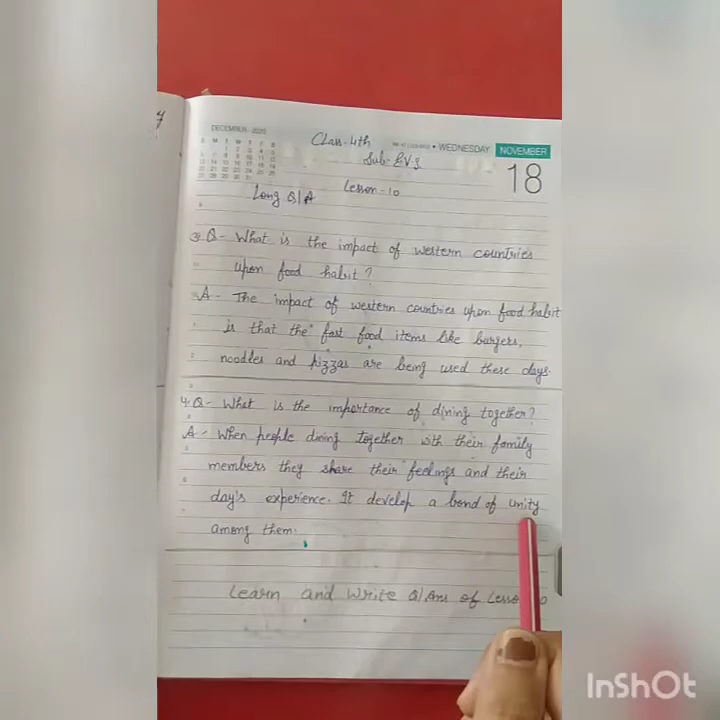 DECEMBER - 2020
WEDNESDAY NOVEMBER
18
Class - 4th
Sub - E.V.S
Lesson - 10
Long Q/A
3. Q - What is the impact of western countries
upon food habit?
A - The impact of western countries upon food habit
is that the fast food items like burgers,
noodles and pizzas are being used these days.
4. Q - What is the importance of dining together?
A - When people dining together with their family
members they share their feelings and their
day's experience. It develop a bond of unity
among them.
Learn and Write Q/Ans of
InShOt